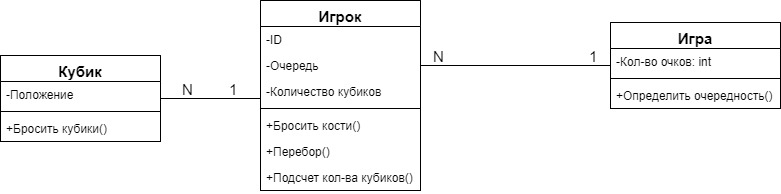 Кубик
-Положение
+Бросить кубики()
N
1
Игрок
-ID
-Очередь
-Количество кубиков
+Бросить кости()
+Перебор()
+Подсчет кол-ва кубиков()
N
1
Игра
-Кол-во очков: int
+Определить очередность()